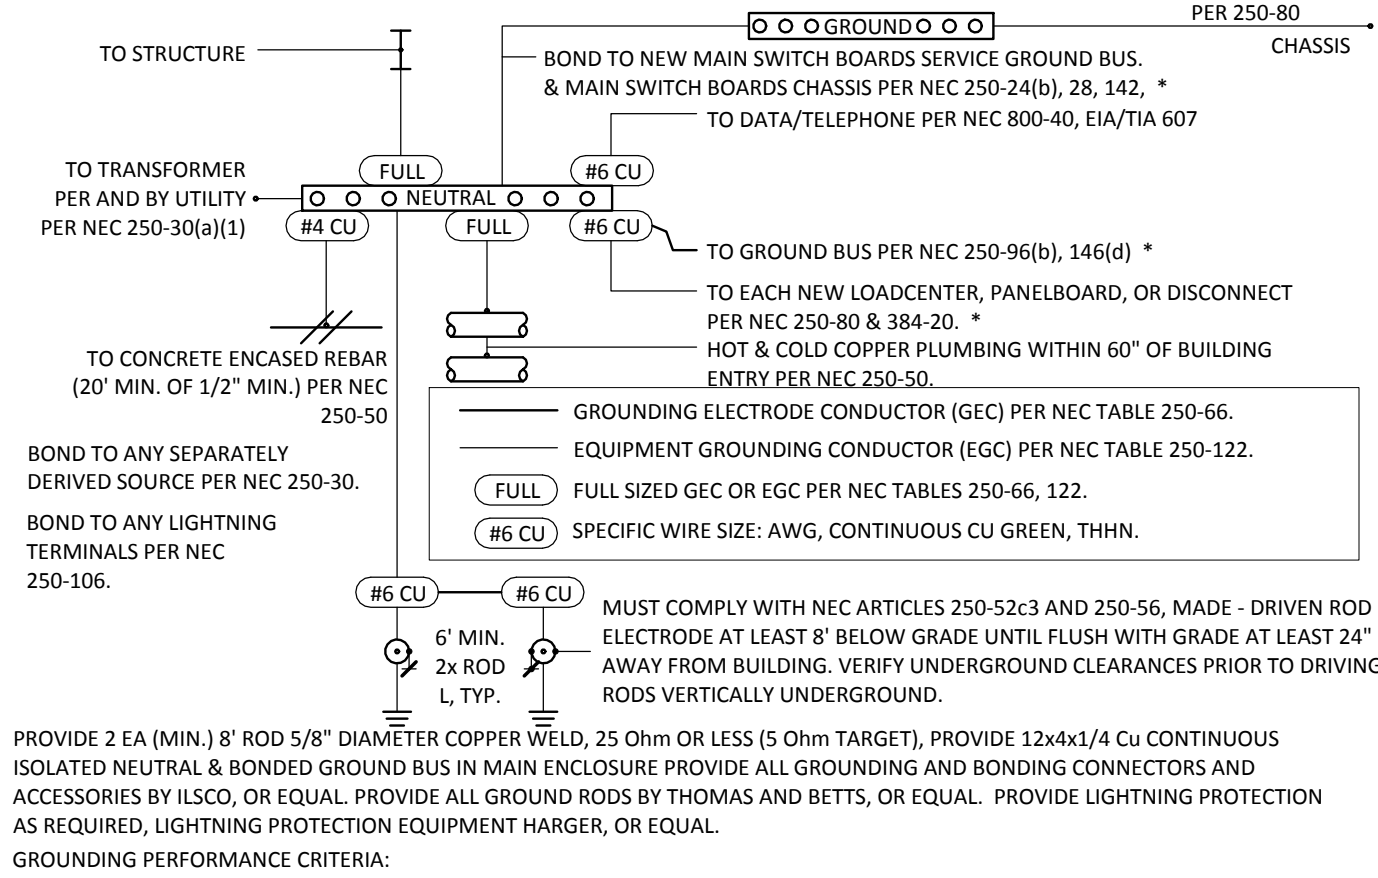 PER 250-80
GROUND
CHASSIS
TO STRUCTURE
BOND TO NEW MAIN SWITCH BOARDS SERVICE GROUND BUS.
& MAIN SWITCH BOARDS CHASSIS PER NEC 250-24(b), 28, 142, *
TO DATA/TELEPHONE PER NEC 800-40, EIA/TIA 607
TO TRANSFORMER
PER AND BY UTILITY
PER NEC 250-30(a)(1)
FULL
#6 CU
NEUTRAL
#4 CU
FULL
#6 CU
TO GROUND BUS PER NEC 250-96(b), 146(d) *
TO EACH NEW LOADCENTER, PANELBOARD, OR DISCONNECT
PER NEC 250-80 & 384-20. *
HOT & COLD COPPER PLUMBING WITHIN 60" OF BUILDING
ENTRY PER NEC 250-50.
TO CONCRETE ENCASED REBAR
(20' MIN. OF 1/2" MIN.) PER NEC
250-50
GROUNDING ELECTRODE CONDUCTOR (GEC) PER NEC TABLE 250-66.
EQUIPMENT GROUNDING CONDUCTOR (EGC) PER NEC TABLE 250-122.
FULL FULL SIZED GEC OR EGC PER NEC TABLES 250-66, 122.
#6 CU SPECIFIC WIRE SIZE: AWG, CONTINUOUS CU GREEN, THHN.
BOND TO ANY SEPARATELY
DERIVED SOURCE PER NEC 250-30.
BOND TO ANY LIGHTNING
TERMINALS PER NEC
250-106.
#6 CU
#6 CU
6' MIN.
2x ROD
L, TYP.
MUST COMPLY WITH NEC ARTICLES 250-52c3 AND 250-56, MADE - DRIVEN ROD
ELECTRODE AT LEAST 8' BELOW GRADE UNTIL FLUSH WITH GRADE AT LEAST 24"
AWAY FROM BUILDING. VERIFY UNDERGROUND CLEARANCES PRIOR TO DRIVING
RODS VERTICALLY UNDERGROUND.
PROVIDE 2 EA (MIN.) 8' ROD 5/8" DIAMETER COPPER WELD, 25 Ohm OR LESS (5 Ohm TARGET), PROVIDE 12x4x1/4 Cu CONTINUOUS
ISOLATED NEUTRAL & BONDED GROUND BUS IN MAIN ENCLOSURE PROVIDE ALL GROUNDING AND BONDING CONNECTORS AND
ACCESSORIES BY ILSCO, OR EQUAL. PROVIDE ALL GROUND RODS BY THOMAS AND BETTS, OR EQUAL. PROVIDE LIGHTNING PROTECTION
AS REQUIRED, LIGHTNING PROTECTION EQUIPMENT HARGER, OR EQUAL.
GROUNDING PERFORMANCE CRITERIA: